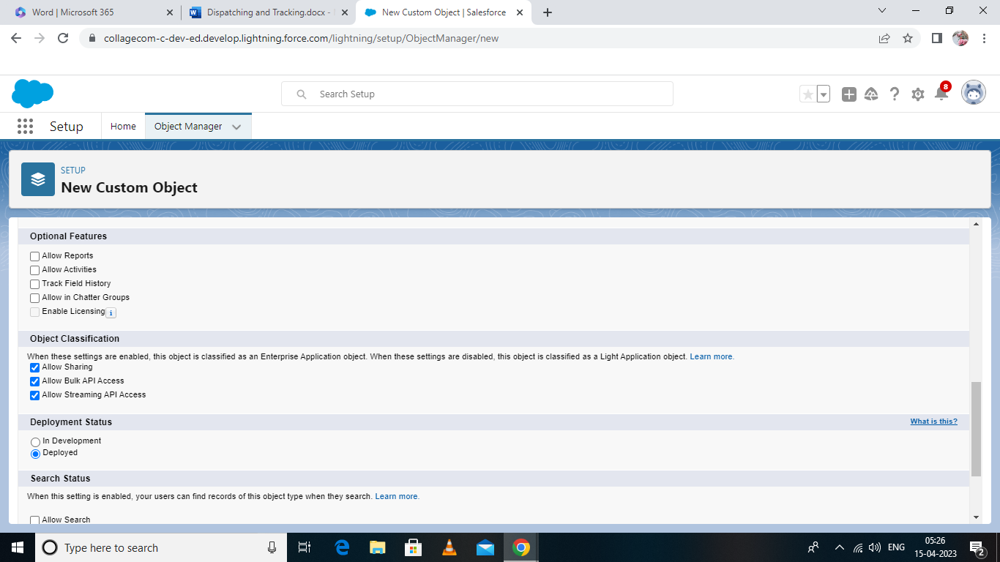 Word | Microsoft 365
Dispatching and Tracking.docx -
New Custom Object | Salesforce
collagecom-c-dev-ed.develop.lightning.force.com/lightning/setup/ObjectManager/new
Search Setup
8
Setup
Home
Object Manager
SETUP
New Custom Object
Optional Features
Allow Reports
Allow Activities
Track Field History
Allow in Chatter Groups
Enable Licensing i
Object Classification
When these settings are enabled, this object is classified as an Enterprise Application object. When these settings are disabled, this object is classified as a Light Application object. Learn more.
Allow Sharing
Allow Bulk API Access
Allow Streaming API Access
Deployment Status
What is this?
In Development
Deployed
Search Status
When this setting is enabled, your users can find records of this object type when they search. Learn more.
Allow Search
Type here to search
ENG
05:26
15-04-2023
2